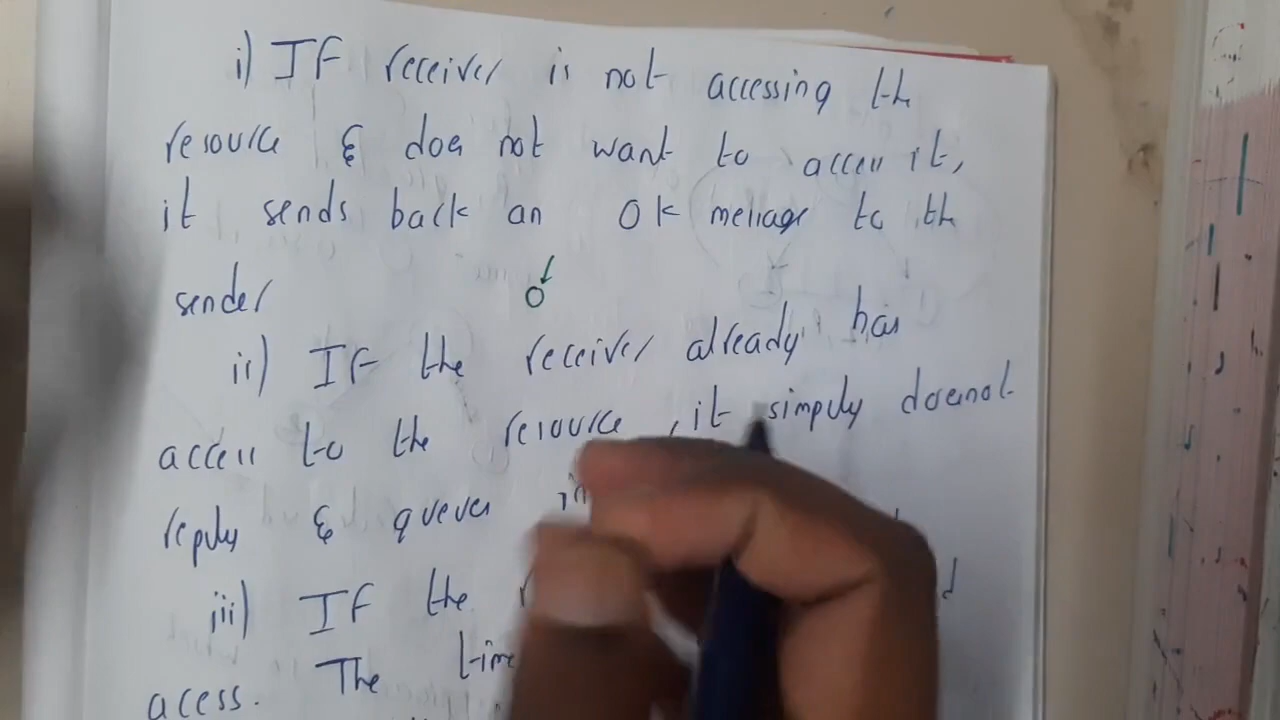 i) IF receiver is not accessing th
resource & does not want to access it,
it sends back an OK message to th
sender
ii) IF the receiver already has
access to the resource, it simply doesnot
reply & queues
iii) IF the
acess. The time